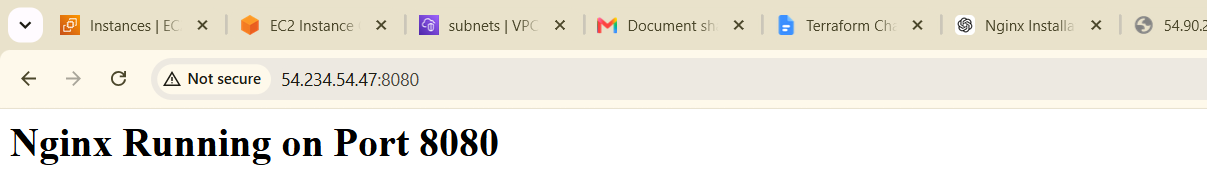 Instances | EC
EC2 Instance
subnets | VPC
Document sh
Terraform Cha
Nginx Installa
54.90.2
Not secure
54.234.54.47:8080
Nginx Running on Port 8080